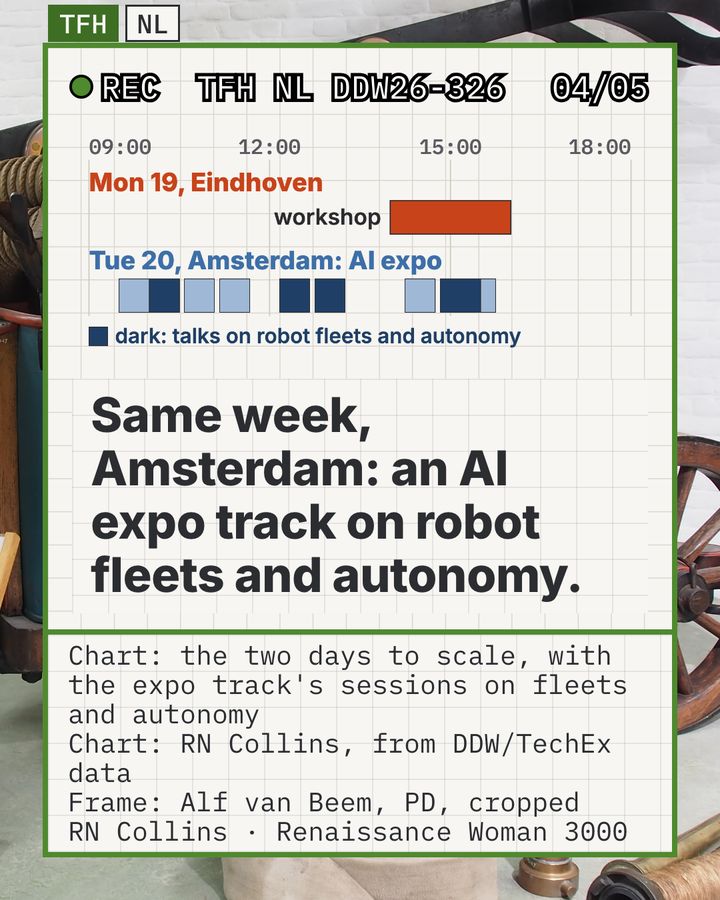 TFH NL
REC TFH NL DDW26-326 04/05
09:00 12:00 15:00 18:00
Mon 19, Eindhoven
workshop
Tue 20, Amsterdam: AI expo
dark: talks on robot fleets and autonomy
Same week,
Amsterdam: an AI
expo track on robot
fleets and autonomy.
Chart: the two days to scale, with
the expo track's sessions on fleets
and autonomy
Chart: RN Collins, from DDW/TechEx
data
Frame: Alf van Beem, PD, cropped
RN Collins · Renaissance Woman 3000